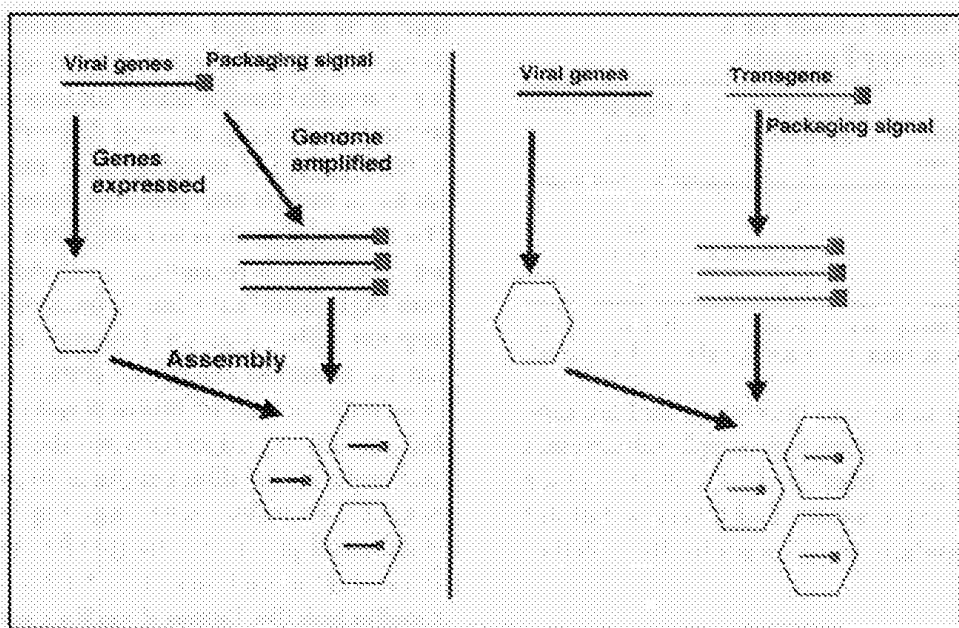 Viral genes
Packaging signal
Genes
expressed
Genome
amplified
Assembly
Viral genes
Transgene
Packaging signal